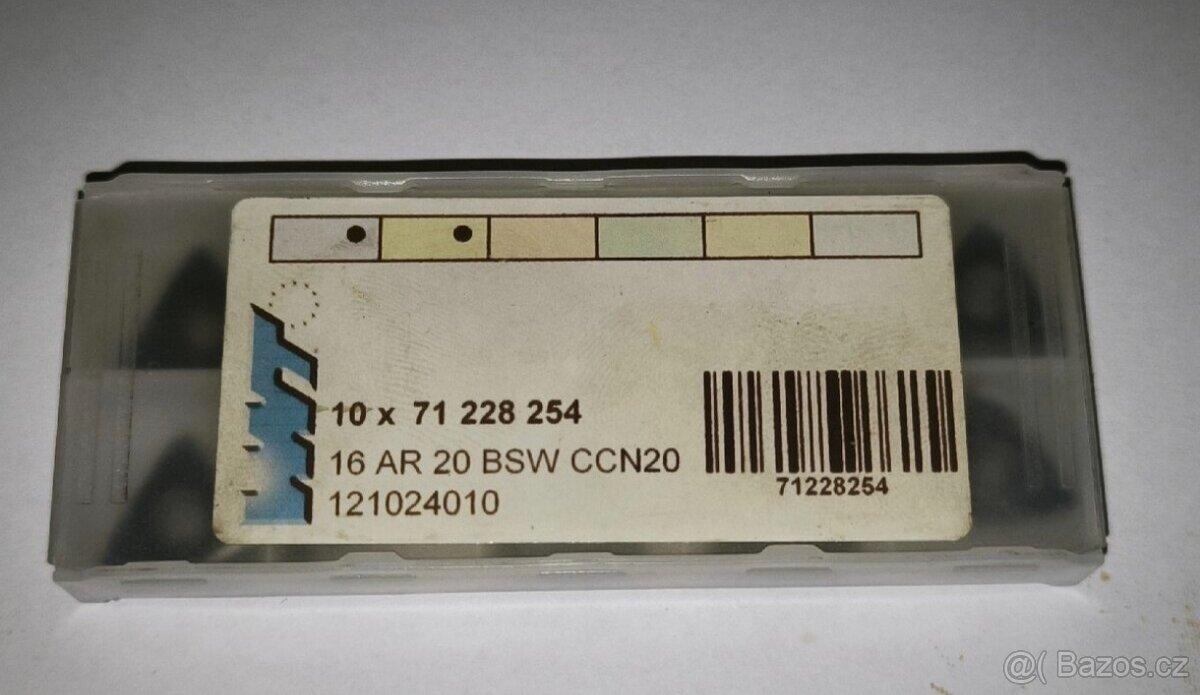 10 x 71 228 254
16 AR 20 BSW CCN20
121024010
71228254
@( Bazos.cz